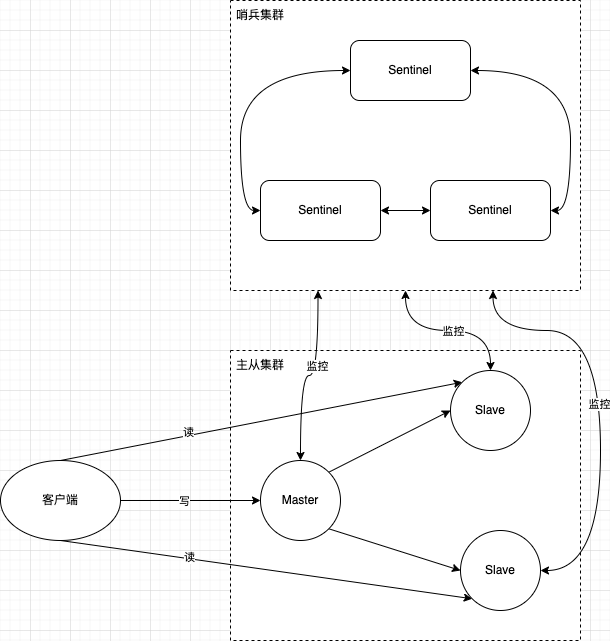 哨兵集群
Sentinel
Sentinel
Sentinel
监控
主从集群
监控
监控
读
Slave
客户端
写
Master
读
Slave